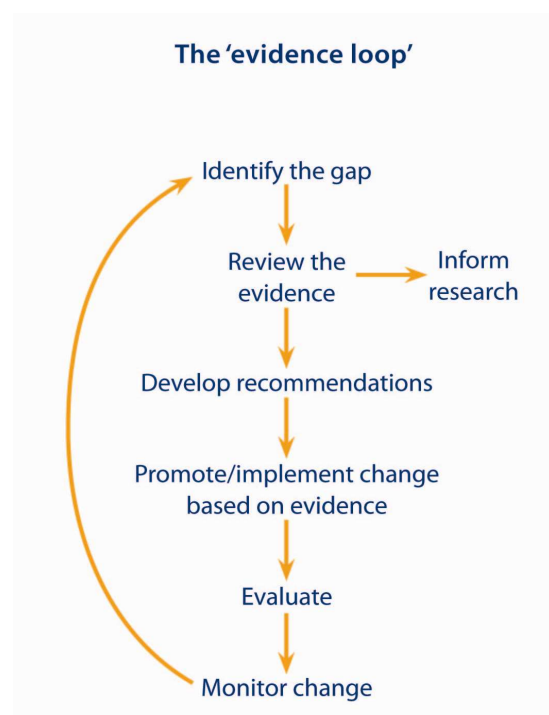 The ‘evidence loop’
Identify the gap
Review the
evidence
Inform
research
Develop recommendations
Promote/implement change
based on evidence
Evaluate
Monitor change